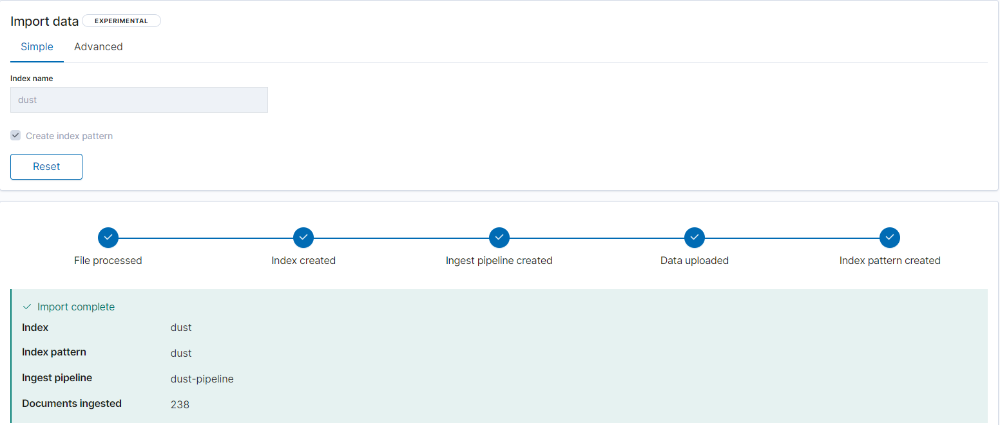 Import data EXPERIMENTAL
Simple Advanced
Index name
dust
Create index pattern
Reset
File processed Index created Ingest pipeline created Data uploaded Index pattern created
Import complete
Index dust
Index pattern dust
Ingest pipeline dust-pipeline
Documents ingested 238